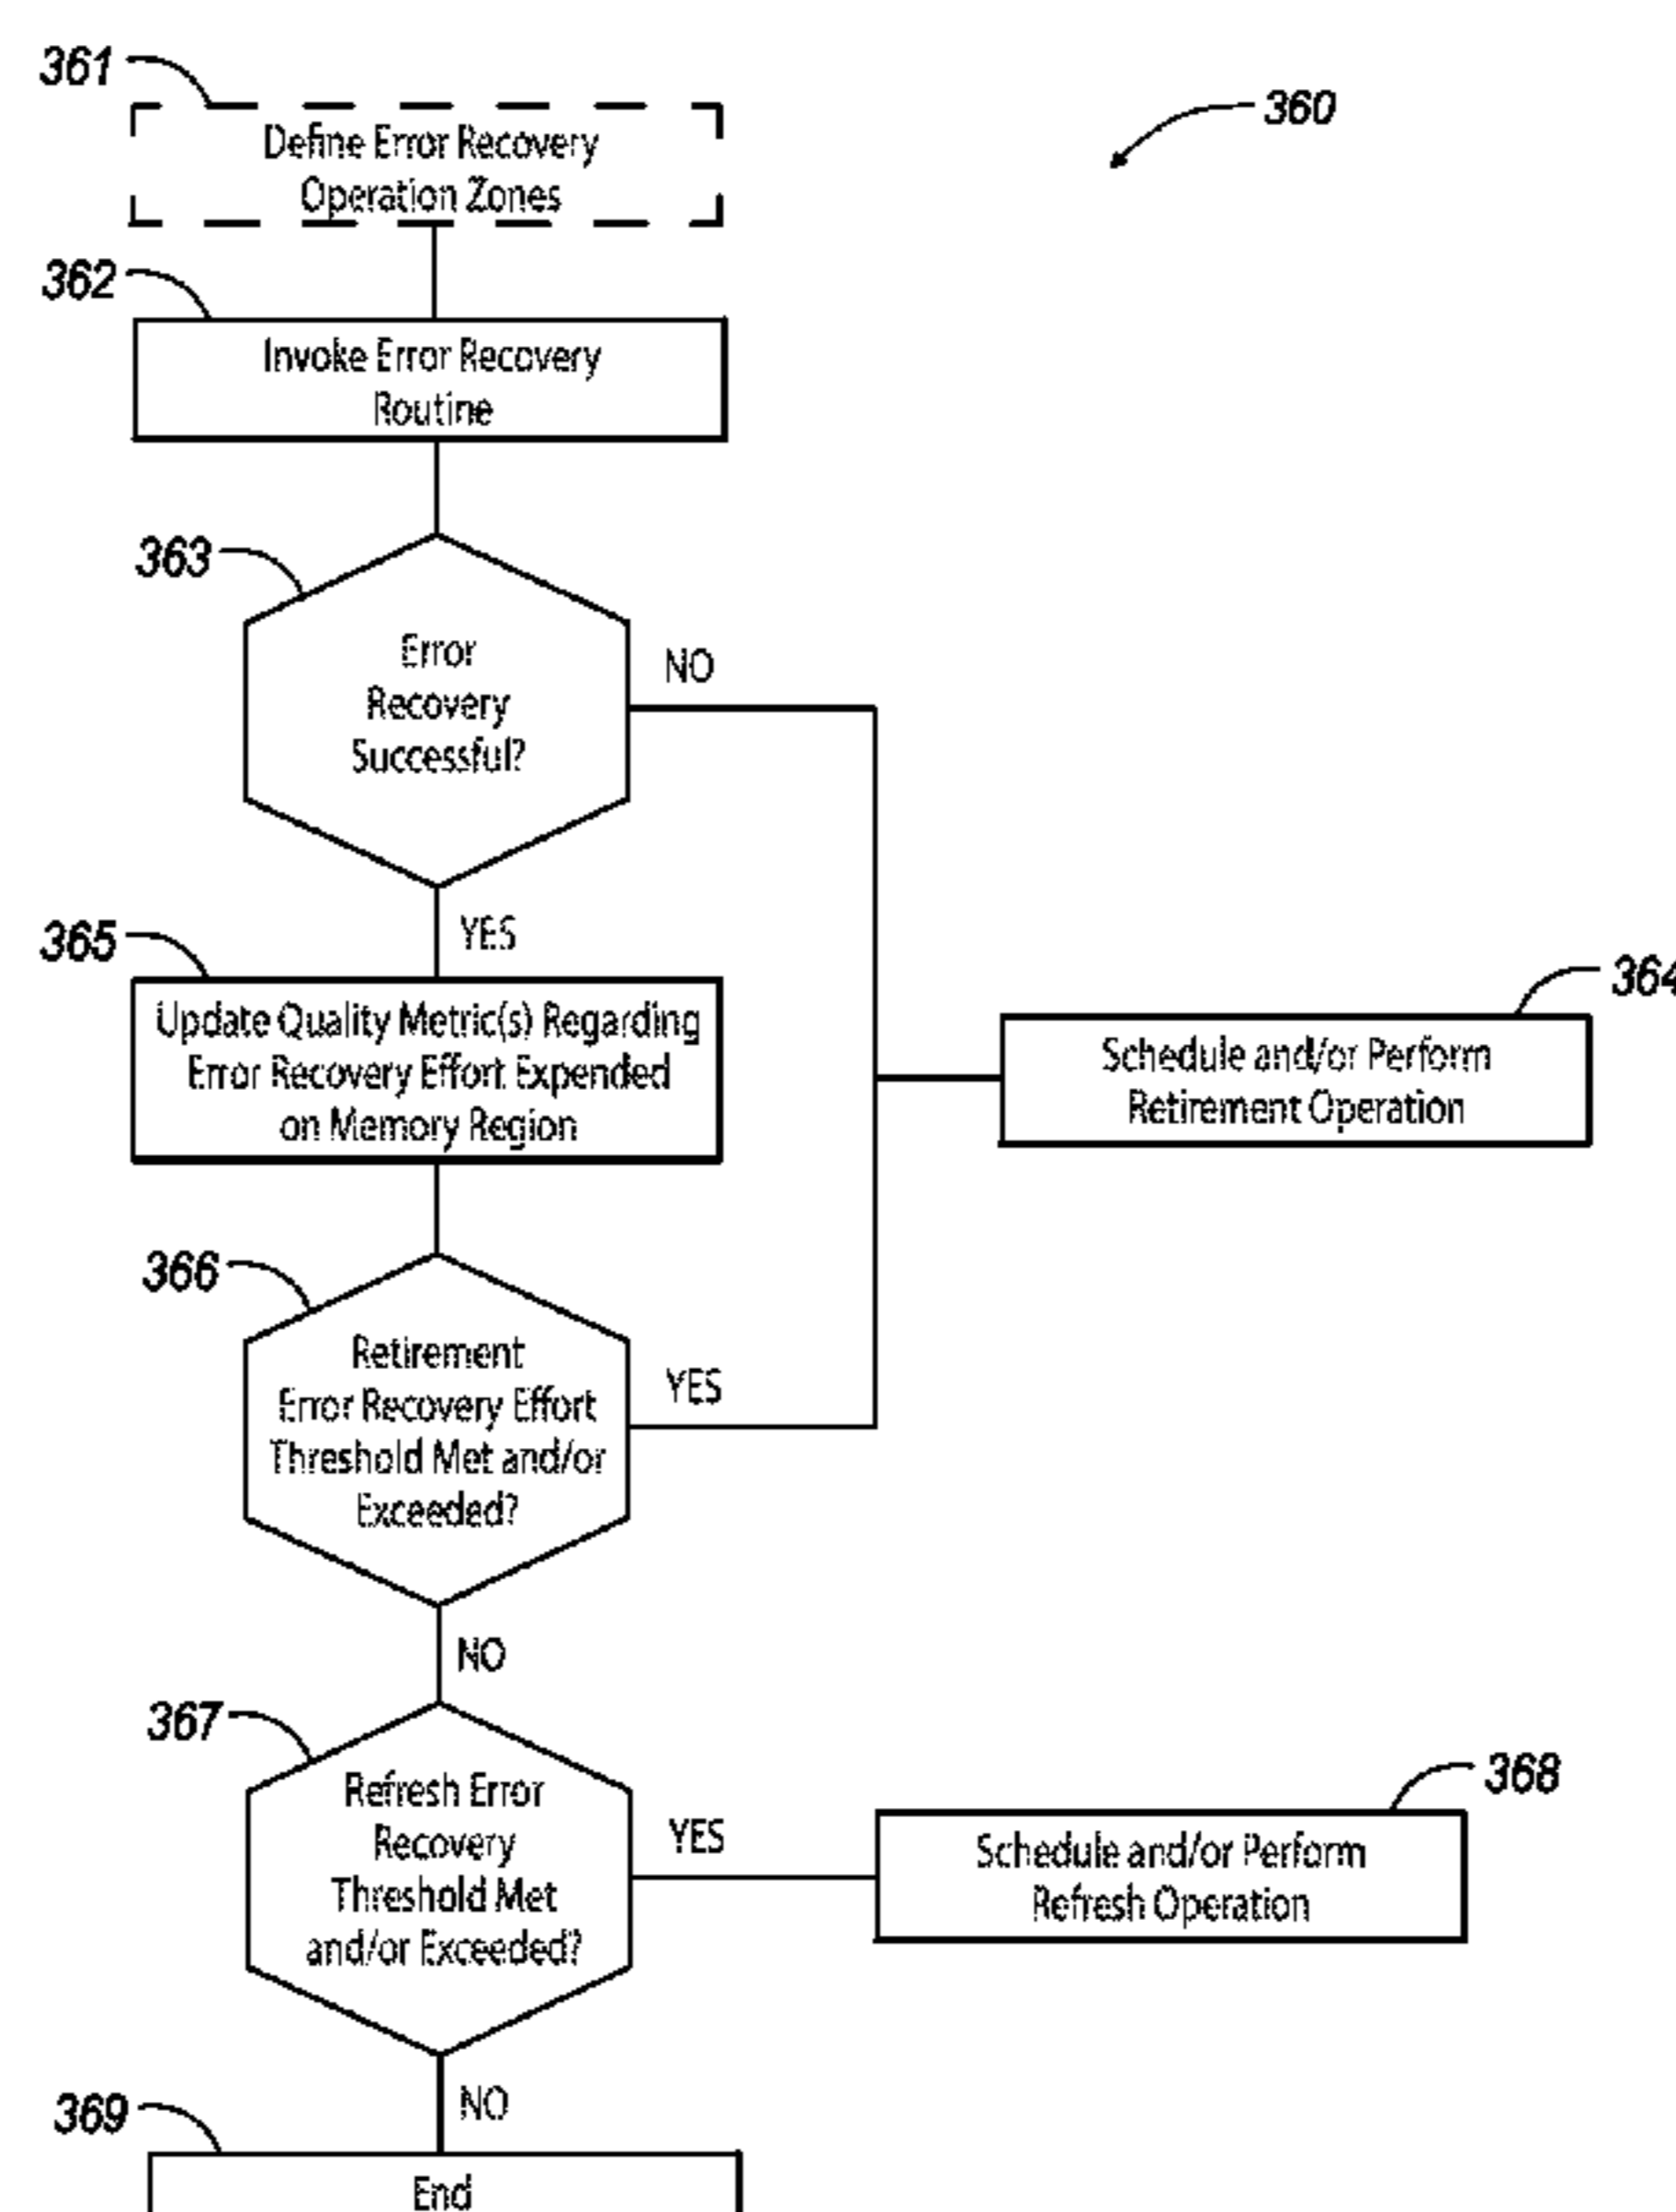 361
360
Define Error Recovery
Operation Zones
362
Invoke Error Recovery
Routine
363
Error
Recovery
Successful?
NO
YES
365
364
Update Quality Metric(s) Regarding
Error Recovery Effort Expended
on Memory Region
Schedule and/or Perform
Retirement Operation
366
Retirement
Error Recovery Effort
Threshold Met and/or
Exceeded?
YES
NO
367
Refresh Error
Recovery
Threshold Met
and/or Exceeded?
YES
368
Schedule and/or Perform
Refresh Operation
NO
369
End